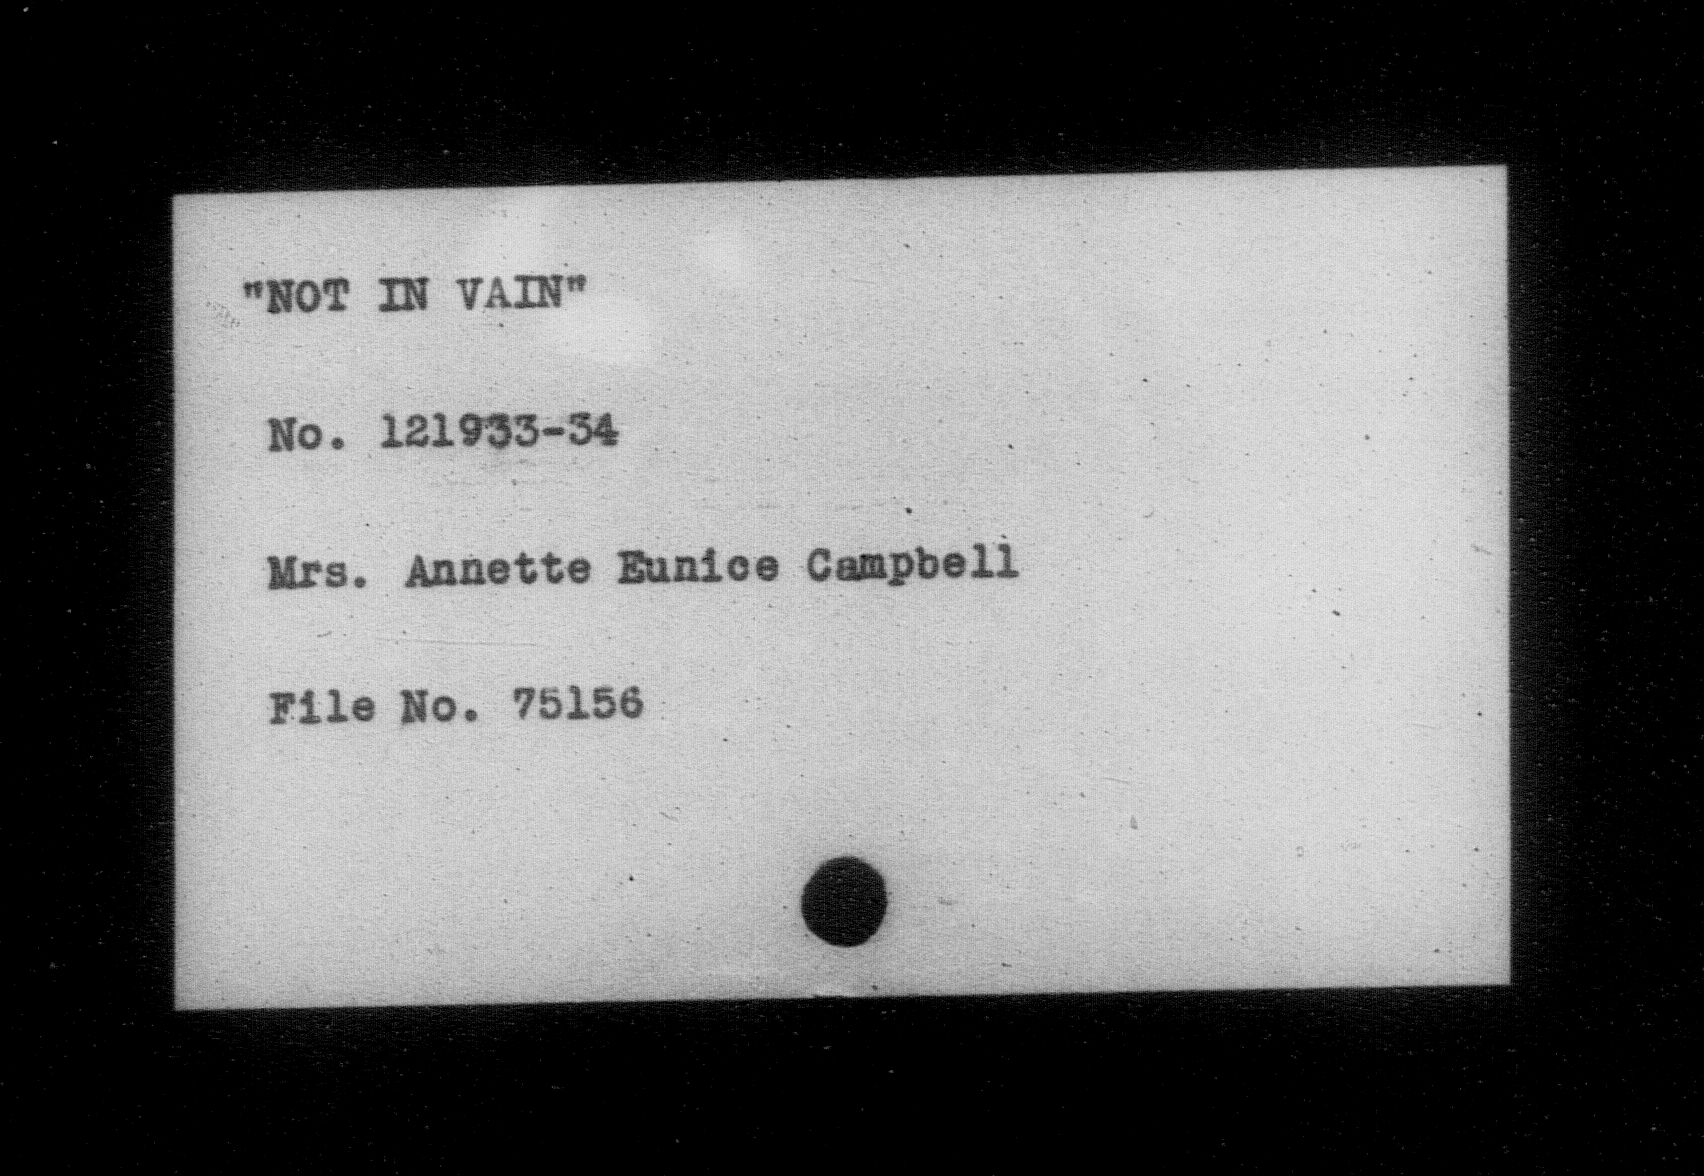 "NOT IN VAIN"
No. 121933-34
Mrs. Annette Eunice Campbell
File No. 75156